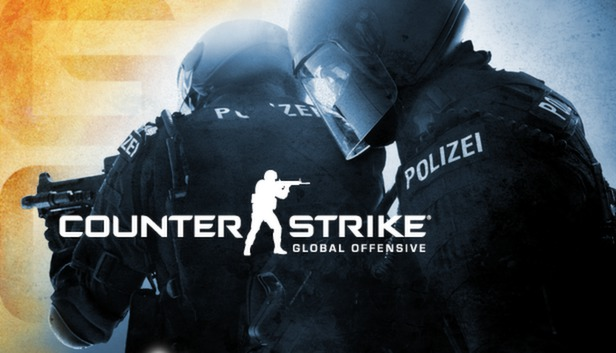 POLIZEI
POLIZEI
COUNTER STRIKE®
GLOBAL OFFENSIVE